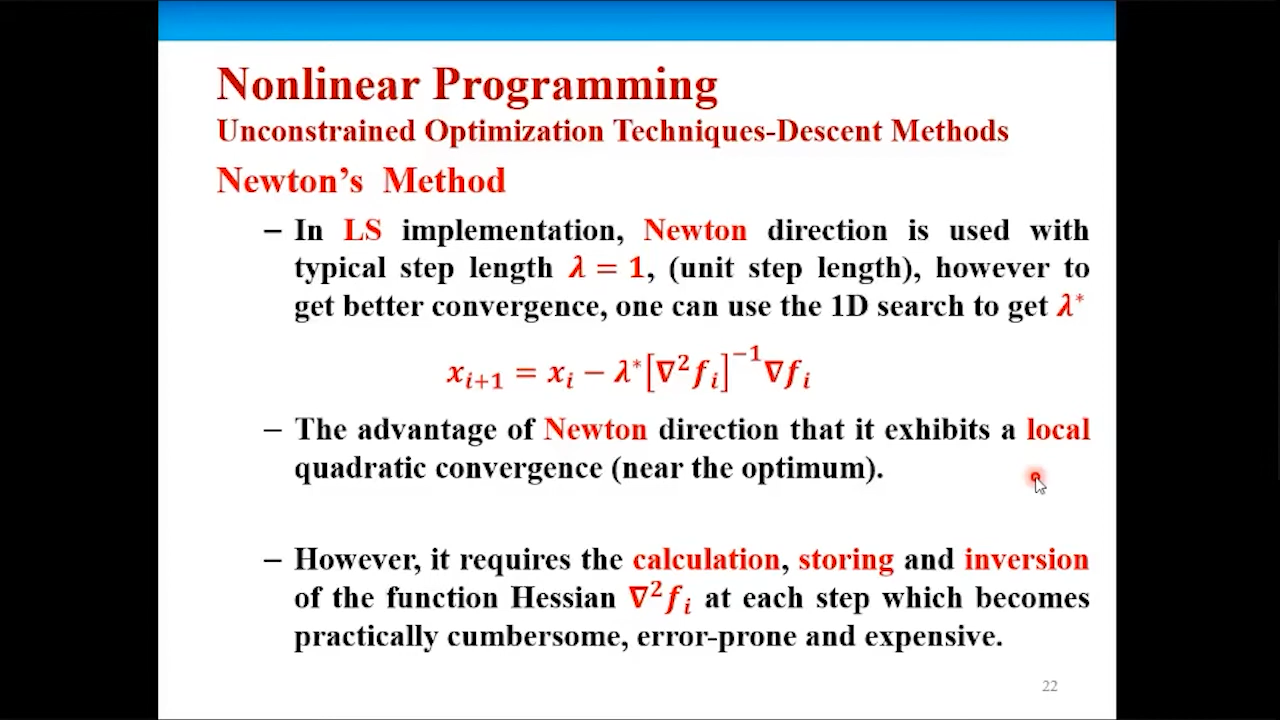 Nonlinear Programming
Unconstrained Optimization Techniques-Descent Methods
Newton’s Method
– In LS implementation, Newton direction is used with
typical step length λ = 1, (unit step length), however to
get better convergence, one can use the 1D search to get λ*
xᵢ₊₁ = xᵢ − λ*[∇²fᵢ]⁻¹∇fᵢ
– The advantage of Newton direction that it exhibits a local
quadratic convergence (near the optimum).
– However, it requires the calculation, storing and inversion
of the function Hessian ∇²fᵢ at each step which becomes
practically cumbersome, error-prone and expensive.
22